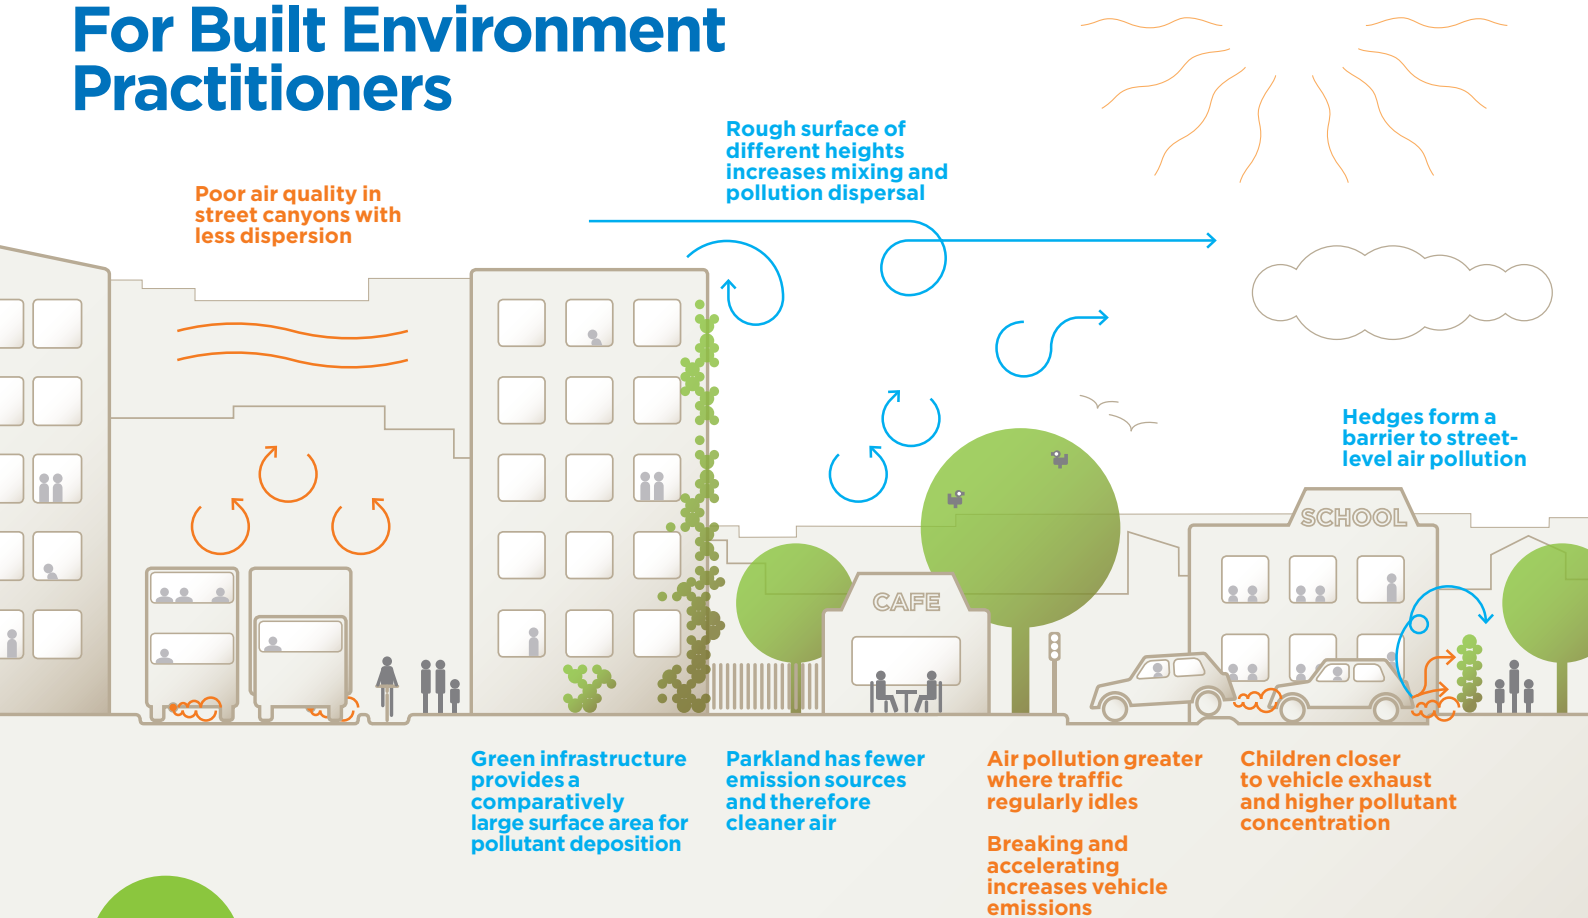 For Built Environment
Practitioners
Rough surface of
different heights
increases mixing and
pollution dispersal
Poor air quality in
street canyons with
less dispersion
Hedges form a
barrier to street-
level air pollution
SCHOOL
CAFE
Green infrastructure
provides a
comparatively
large surface area for
pollutant deposition
Parkland has fewer
emission sources
and therefore
cleaner air
Air pollution greater
where traffic
regularly idles
Breaking and
accelerating
increases vehicle
emissions
Children closer
to vehicle exhaust
and higher pollutant
concentration